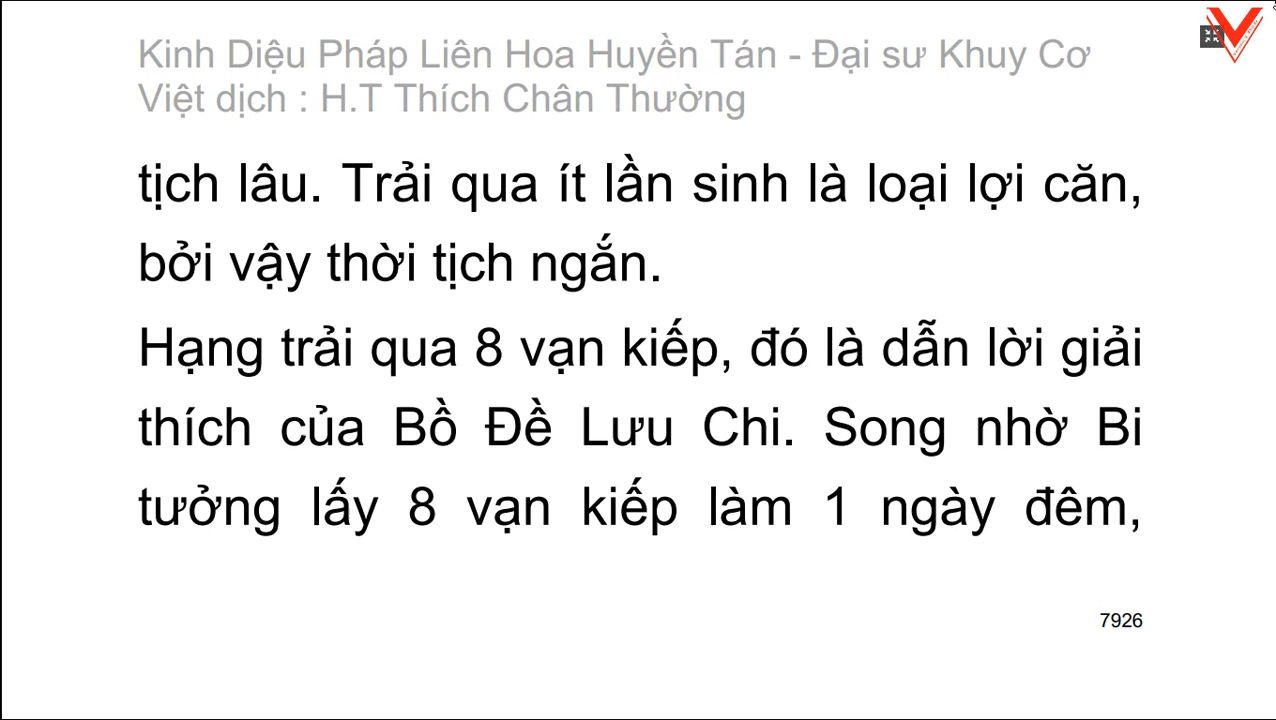 Kinh Diệu Pháp Liên Hoa Huyền Tán - Đại sư Khuy Cơ
Việt dịch : H.T Thích Chân Thường
tịch lâu. Trải qua ít lần sinh là loại lợi căn,
bởi vậy thời tịch ngắn.
Hạng trải qua 8 vạn kiếp, đó là dẫn lời giải
thích của Bồ Đề Lưu Chi. Song nhờ Bi
tưởng lấy 8 vạn kiếp làm 1 ngày đêm,
7926